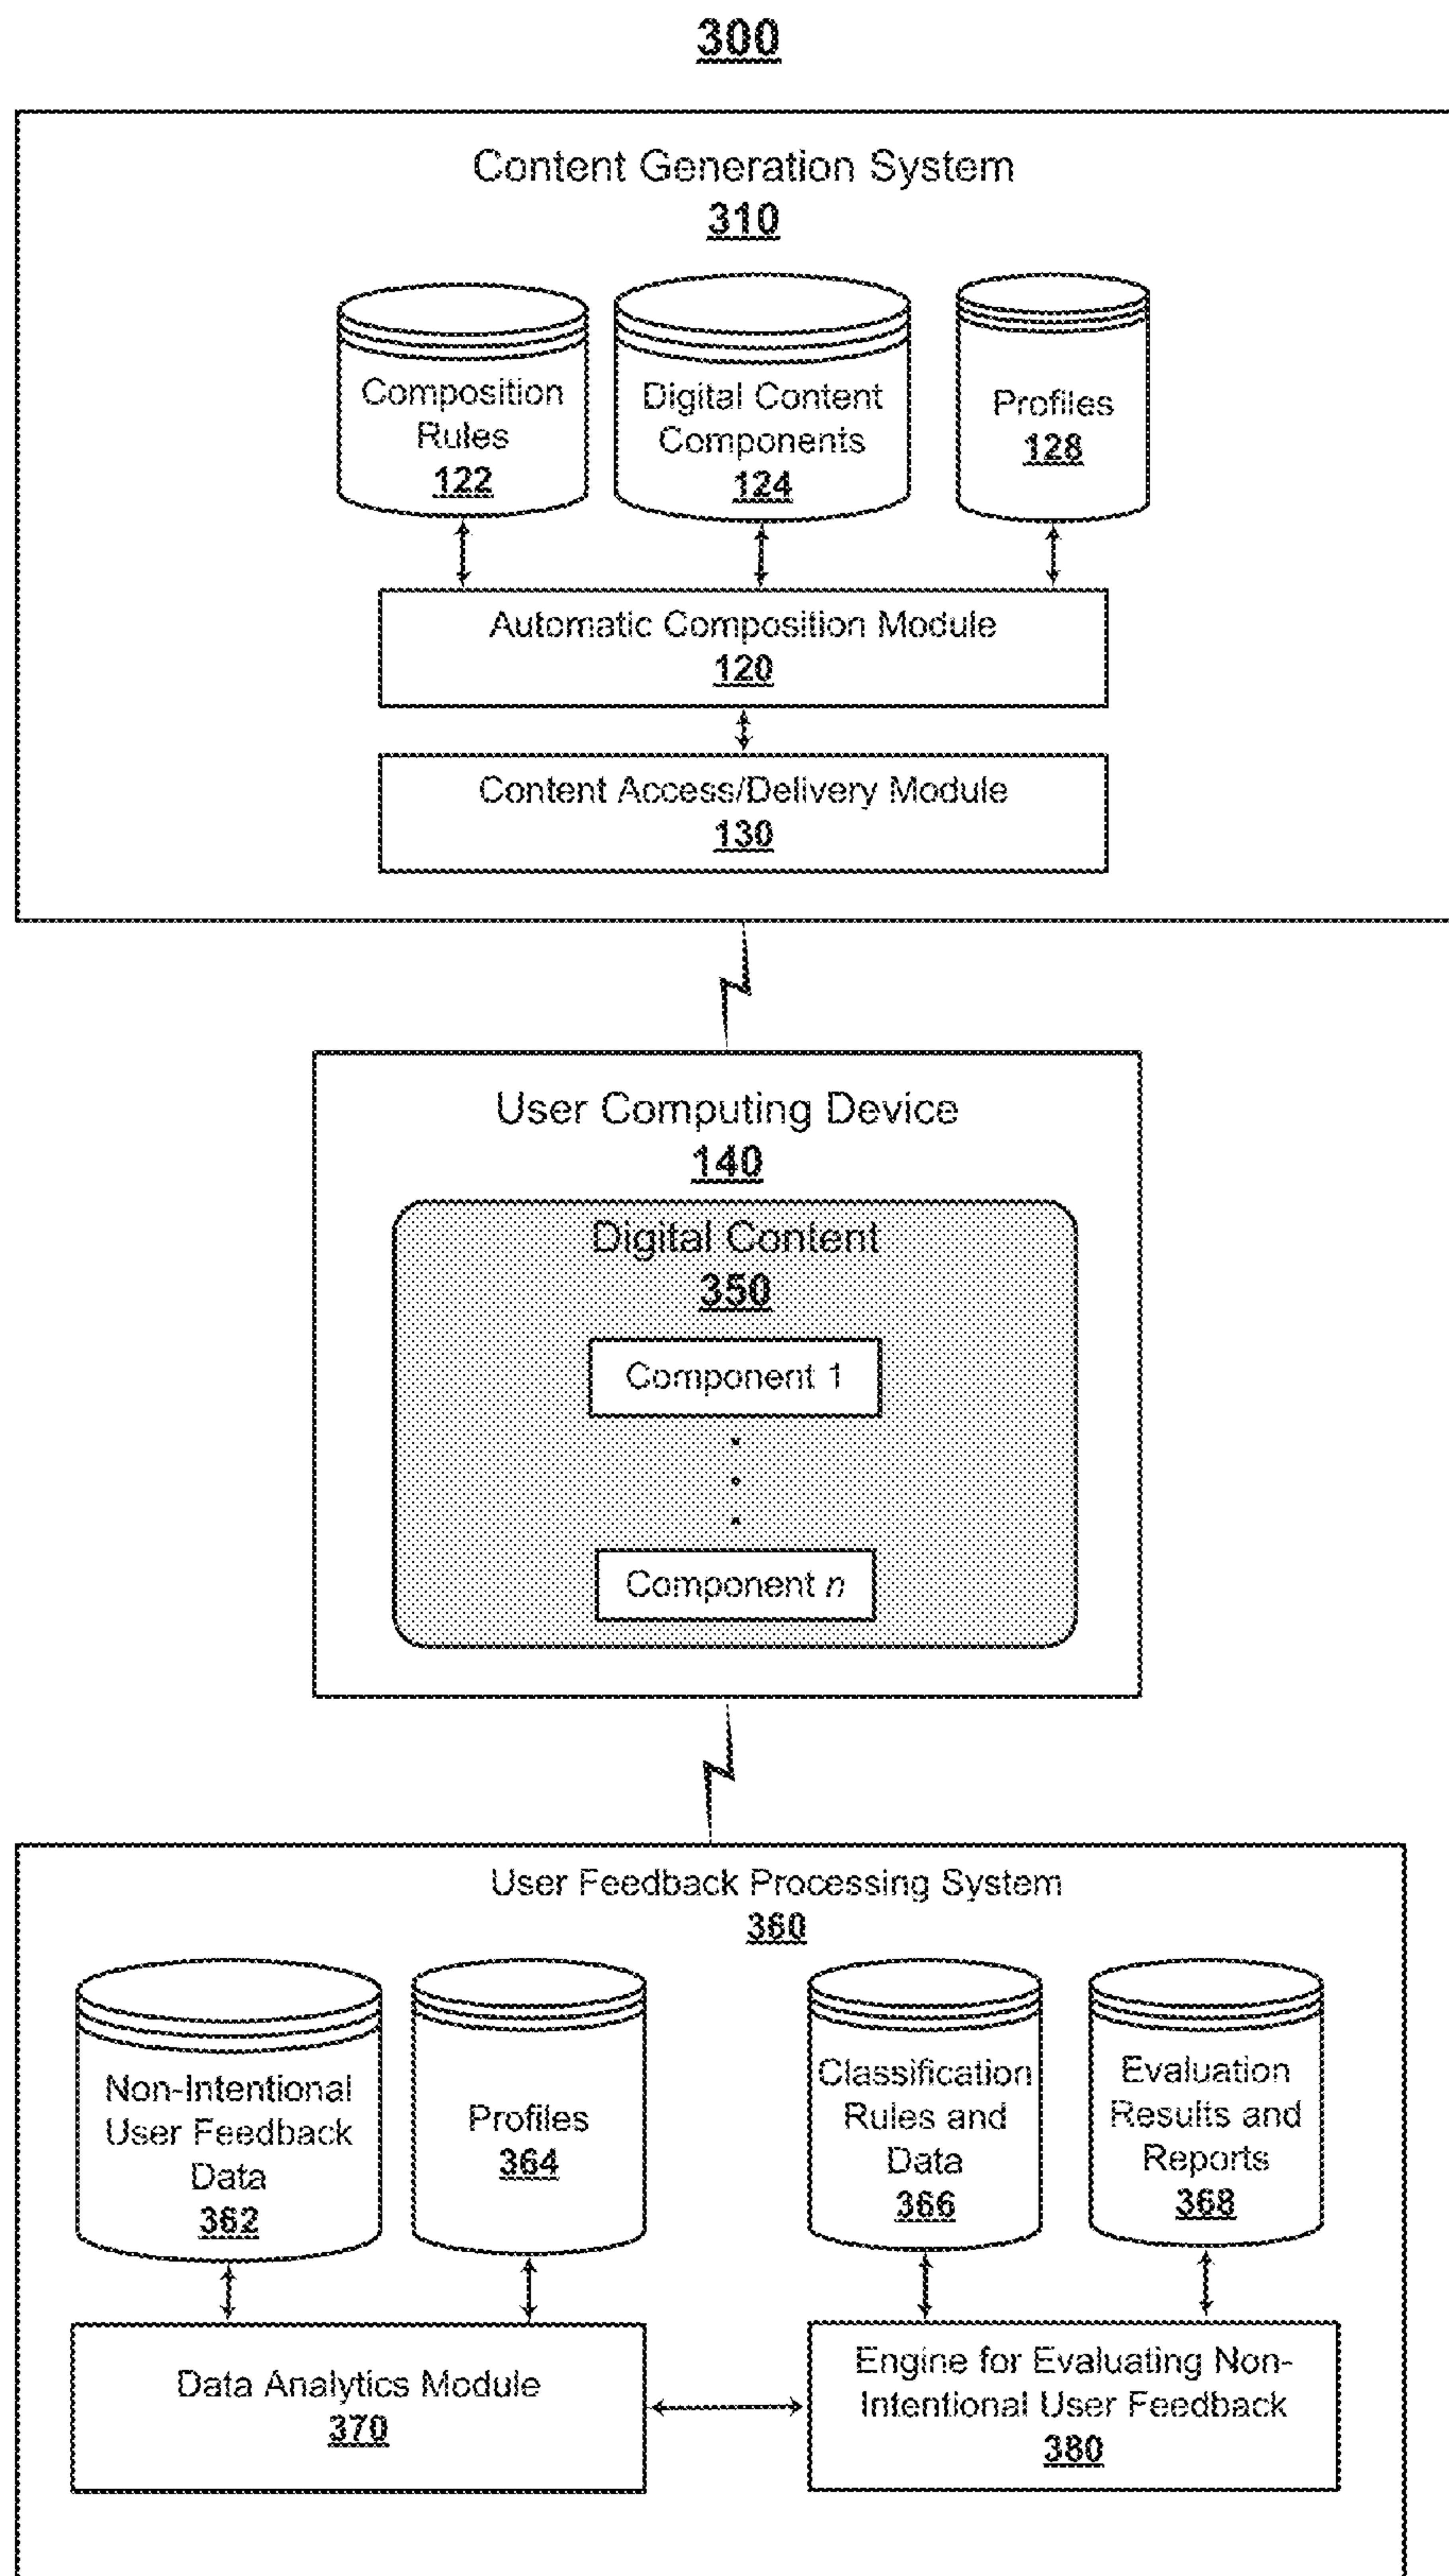 300
Content Generation System
310
Composition
Rules
122
Digital Content
Components
124
Profiles
128
Automatic Composition Module
120
Content Access/Delivery Module
130
User Computing Device
140
Digital Content
350
Component 1
Component n
User Feedback Processing System
360
Non-Intentional
User Feedback
Data
362
Profiles
364
Classification
Rules and
Data
366
Evaluation
Results and
Reports
368
Data Analytics Module
370
Engine for Evaluating Non-
Intentional User Feedback
380